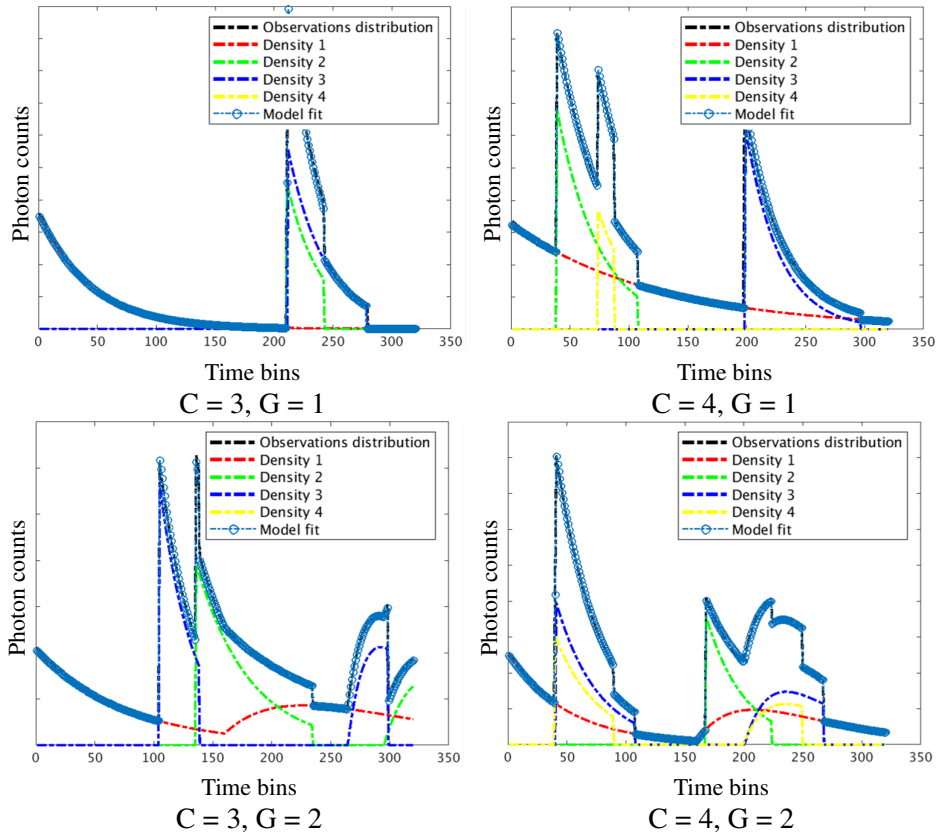 Observations distribution
Density 1
Density 2
Density 3
Density 4
Model fit
Photon counts
0 50 100 150 200 250 300 350
Time bins
C = 3, G = 1
Observations distribution
Density 1
Density 2
Density 3
Density 4
Model fit
Photon counts
0 50 100 150 200 250 300 350
Time bins
C = 4, G = 1
Observations distribution
Density 1
Density 2
Density 3
Density 4
Model fit
Photon counts
0 50 100 150 200 250 300 350
Time bins
C = 3, G = 2
Observations distribution
Density 1
Density 2
Density 3
Density 4
Model fit
Photon counts
0 50 100 150 200 250 300 350
Time bins
C = 4, G = 2